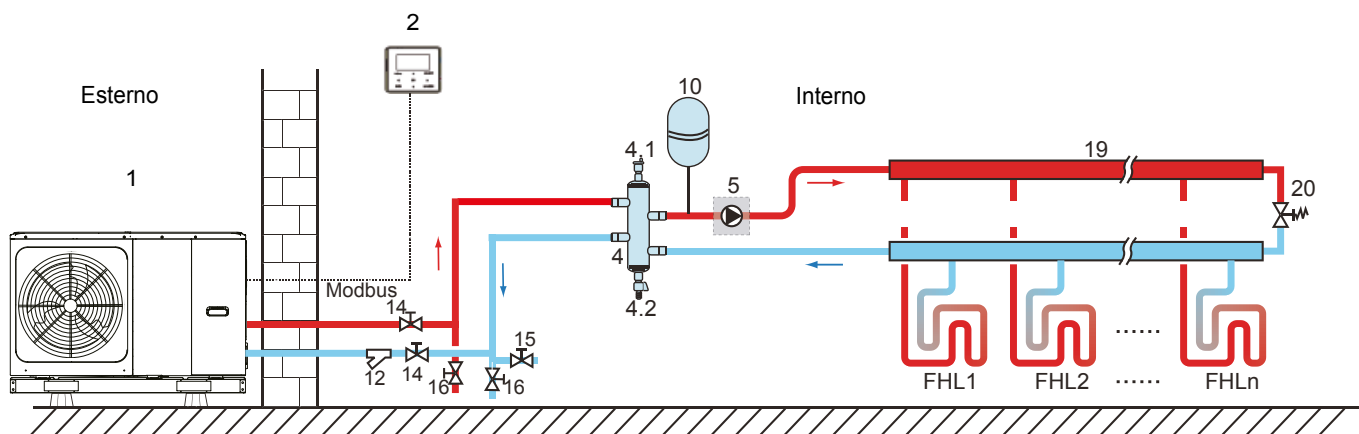 2
Esterno
10
Interno
1
4.1
5
19
20
4
Modbus
4.2
14
15
12
14
16
16
FHL1
FHL2
......
FHLn
......